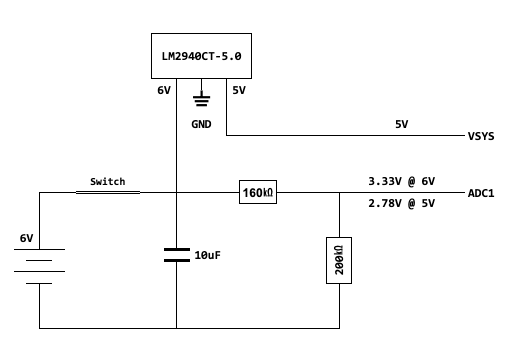 LM2940CT-5.0
6V
5V
GND
5V
VSYS
Switch
160kΩ
3.33V @ 6V
ADC1
2.78V @ 5V
6V
10uF
200kΩ